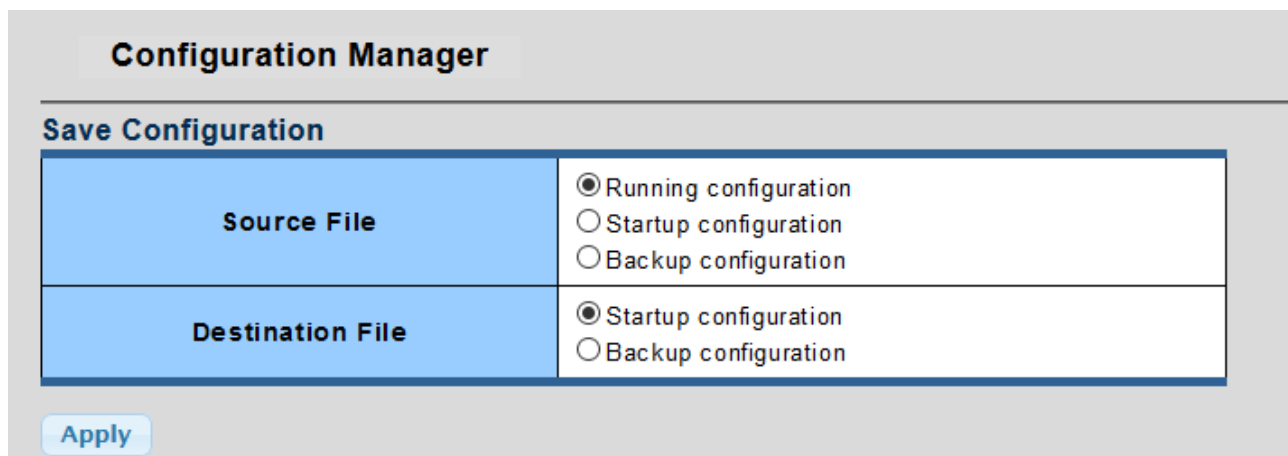 Configuration Manager
Save Configuration
Source File
Running configuration
Startup configuration
Backup configuration
Destination File
Startup configuration
Backup configuration
Apply